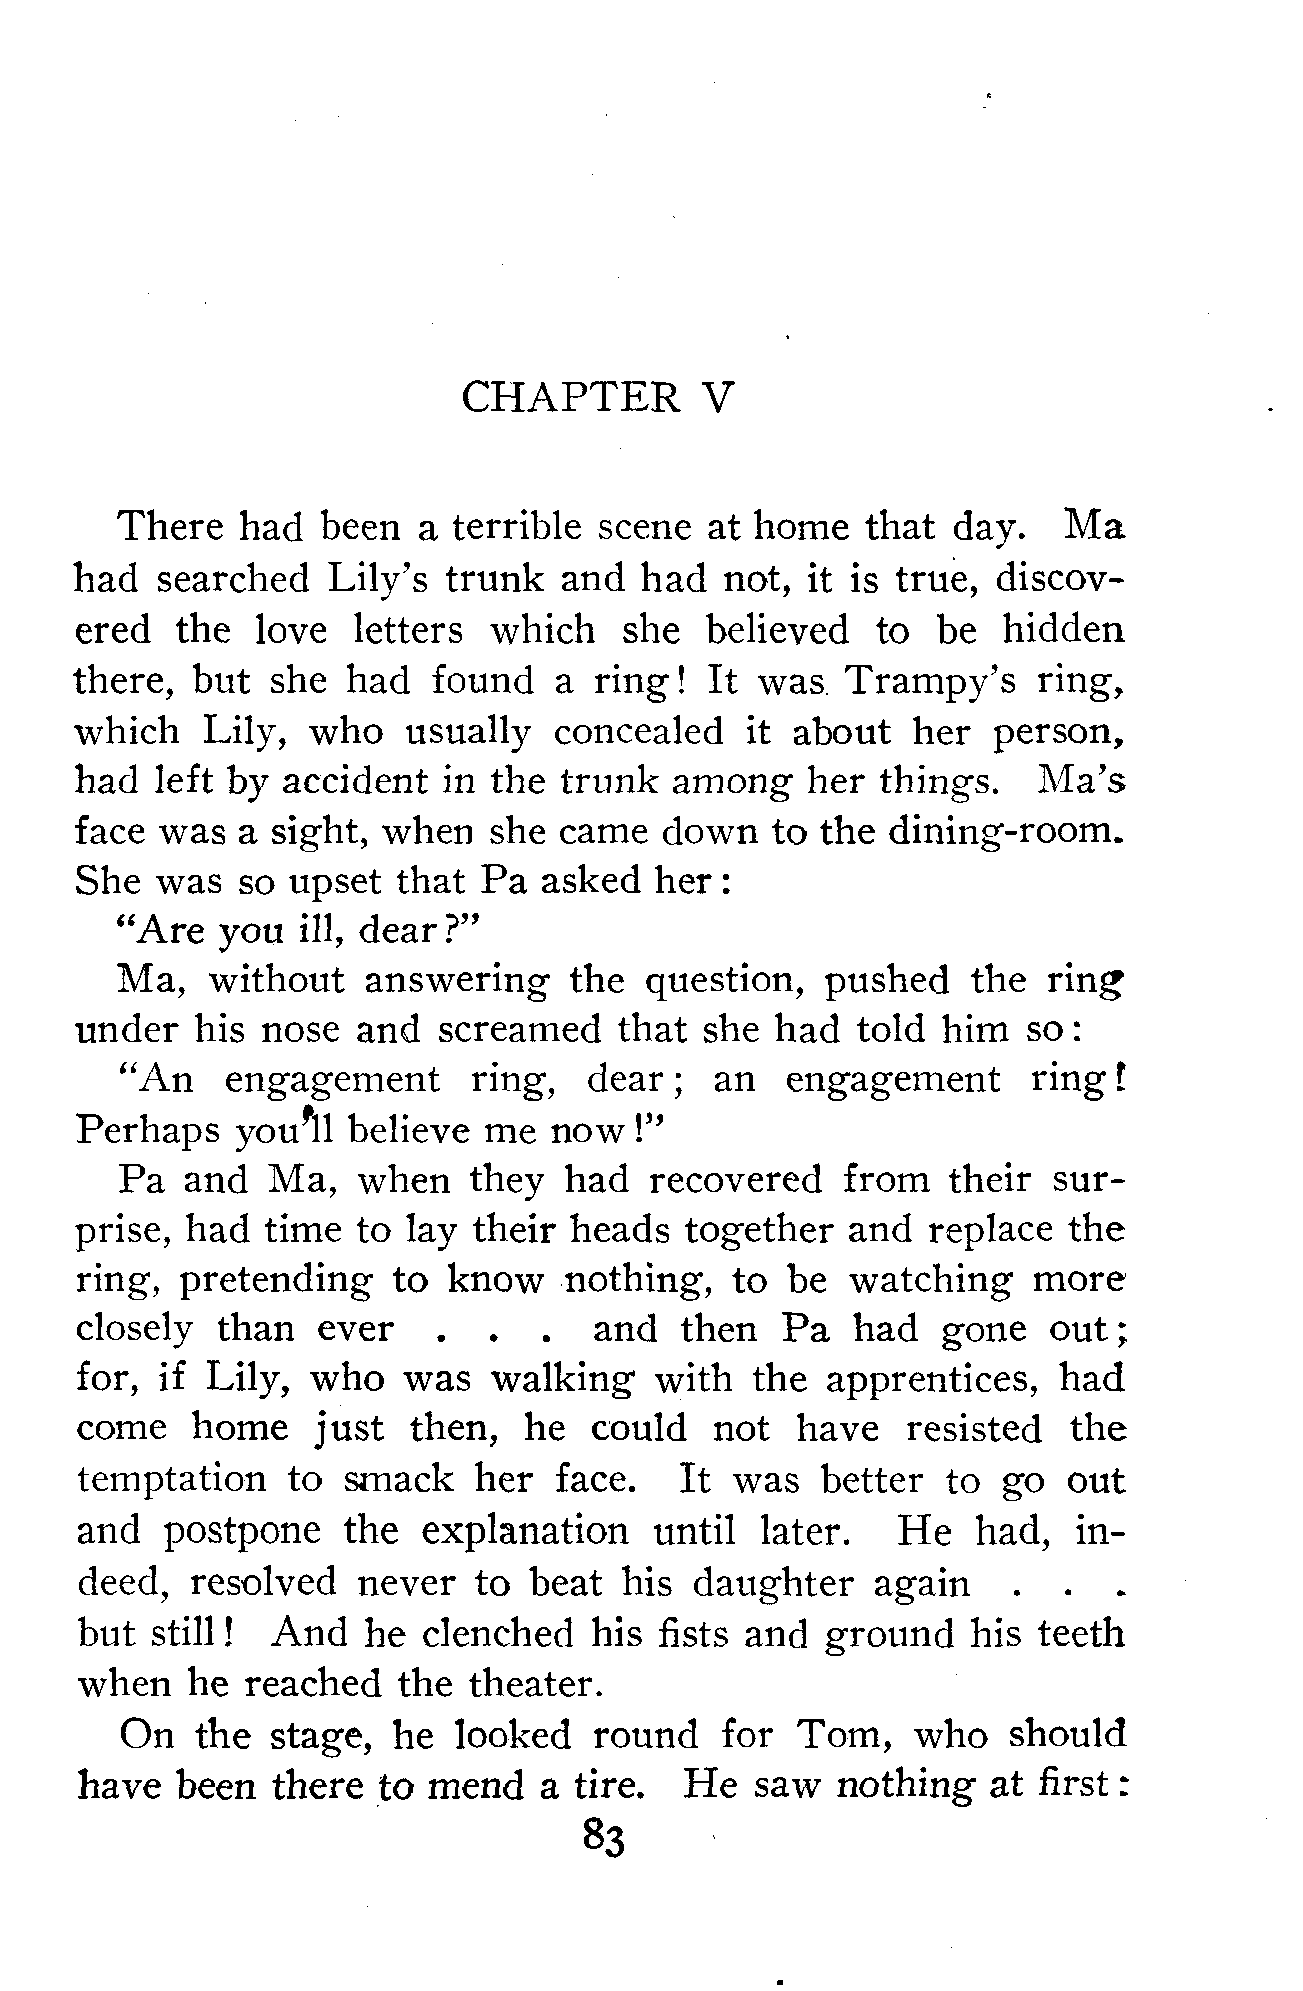 CHAPTER V
There had been a terrible scene at home that day. Ma
had searched Lily's trunk and had not, it is true, discov-
ered the love letters which she believed to be hidden
there, but she had found a ring! It was Trampy's ring,
which Lily, who usually concealed it about her person,
had left by accident in the trunk among her things. Ma's
face was a sight, when she came down to the dining-room.
She was so upset that Pa asked her:
"Are you ill, dear?"
Ma, without answering the question, pushed the ring
under his nose and screamed that she had told him so:
"An engagement ring, dear; an engagement ring!
Perhaps you'll believe me now!"
Pa and Ma, when they had recovered from their sur-
prise, had time to lay their heads together and replace the
ring, pretending to know nothing, to be watching more
closely than ever . . . and then Pa had gone out;
for, if Lily, who was walking with the apprentices, had
come home just then, he could not have resisted the
temptation to smack her face. It was better to go out
and postpone the explanation until later. He had, in-
deed, resolved never to beat his daughter again . . .
but still! And he clenched his fists and ground his teeth
when he reached the theater.
On the stage, he looked round for Tom, who should
have been there to mend a tire. He saw nothing at first:
83